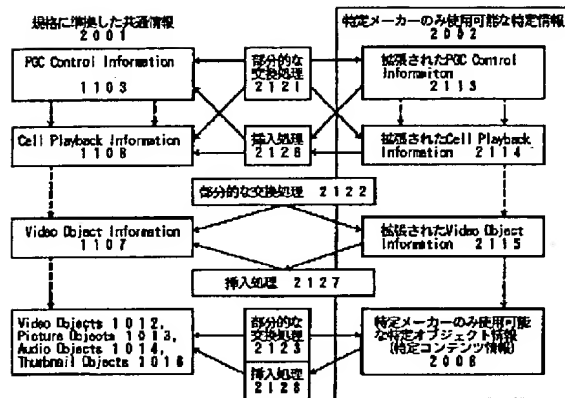 規格に準拠した共通情報
2001
特定メーカーのみ使用可能な特定情報
2002
PGC Control Information
1103
部分的な
交換処理
2121
拡張されたPGC Control
Informaiton
2113
Cell Playback Information
1108
挿入処理
2126
拡張されたCell Playback
Information 2114
部分的な交換処理 2122
Video Object Information
1107
拡張されたVideo Object
Information 2115
挿入処理 2127
Video Objects 1012,
Picture Objects 1013,
Audio Objects 1014,
Thumbnail Objects 1016
部分的な
交換処理
2123
挿入処理
2128
特定メーカーのみ使用可能
な特定オブジェクト情報
(特定コンテンツ情報)
2006